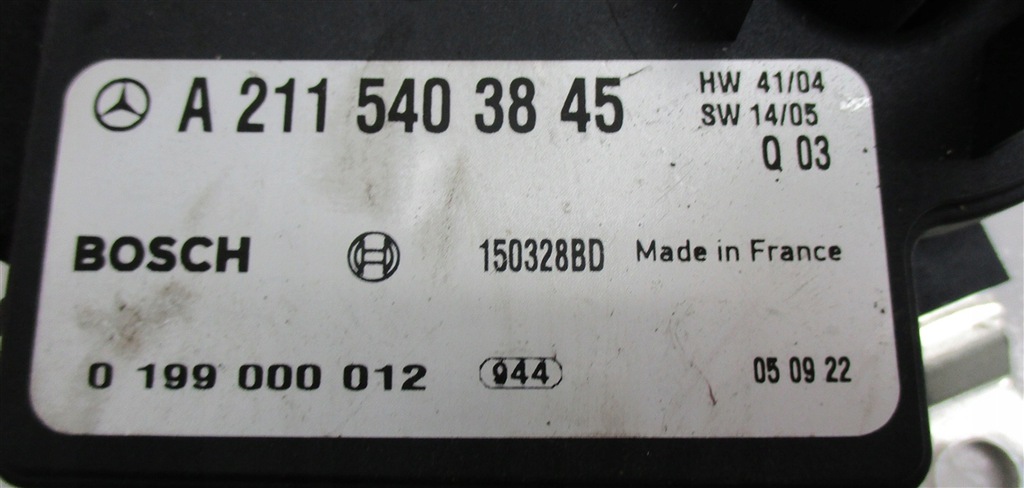 A 211 540 38 45
HW 41/04
SW 14/05
Q 03
BOSCH 150328BD Made in France
0 199 000 012 944 05 09 22